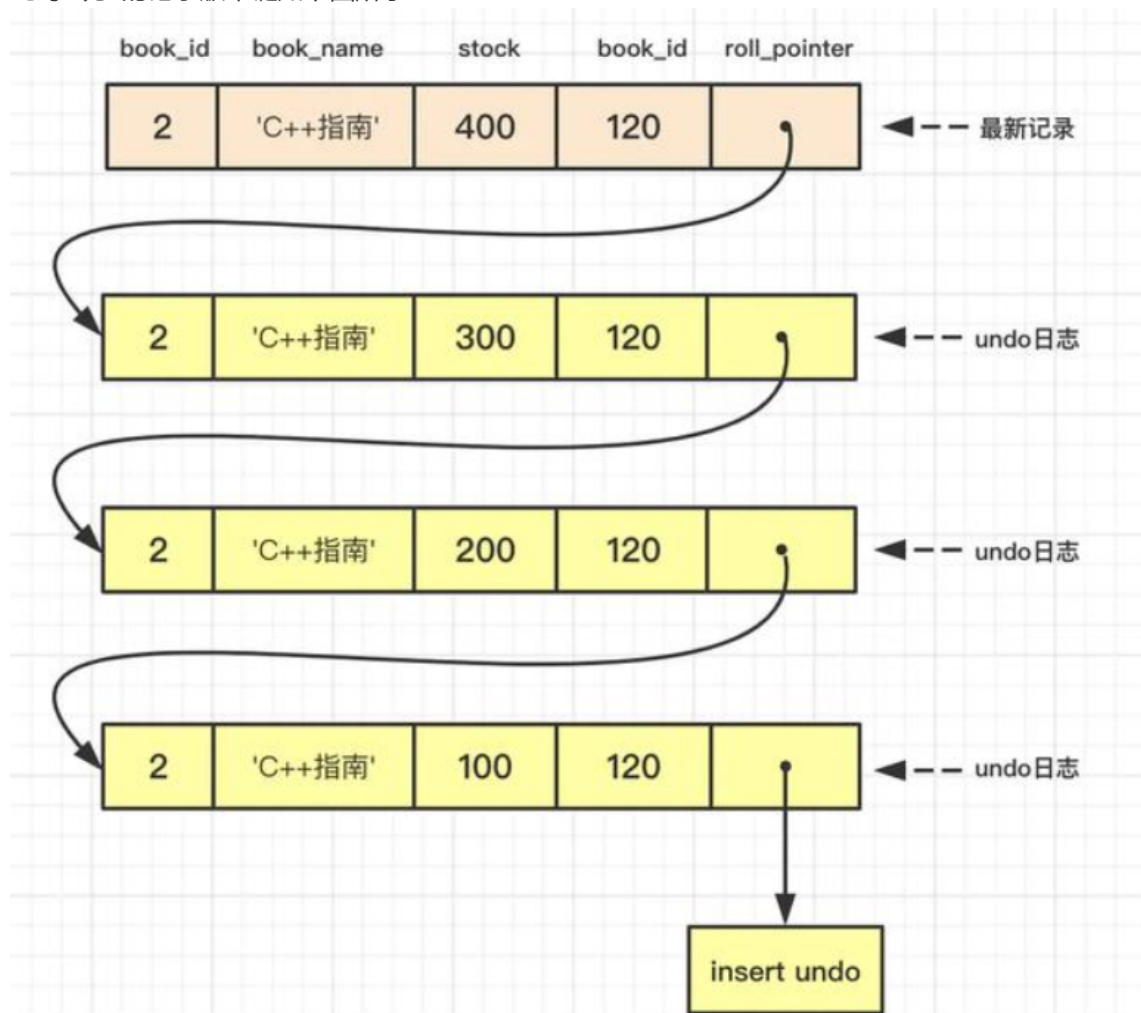 book_id book_name stock book_id roll_pointer
2 'C++指南' 400 120 最新记录
2 'C++指南' 300 120 undo日志
2 'C++指南' 200 120 undo日志
2 'C++指南' 100 120 undo日志
insert undo